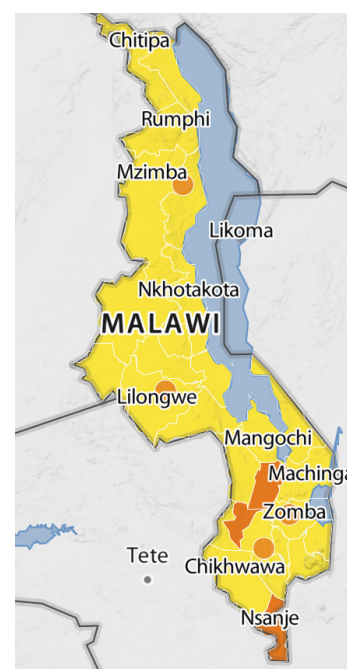 Chitipa
Rumphi
Mzimba
Likoma
Nkhotakota
MALAWI
Lilongwe
Mangochi
Machinga
Zomba
Tete
Chikhwawa
Nsanje